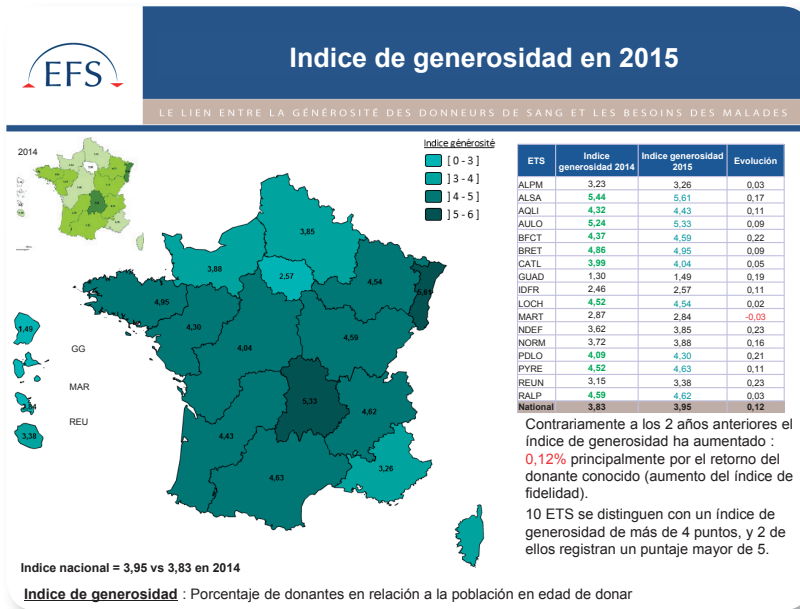 EFS
Indice de generosidad en 2015
LE LIEN ENTRE LA GÉNÉROSITÉ DES DONNEURS DE SANG ET LES BESOINS DES MALADES
2014
Indice générosité
[ 0 - 3 ]
] 3 - 4 ]
] 4 - 5 ]
] 5 - 6 ]
3,85
3,88
2,57
4,54
5,61
4,95
4,30
4,04
4,59
5,33
4,62
4,43
4,63
3,26
1,49
GG
MAR
REU
3,38
ETS Indice generosidad 2014 Indice generosidad 2015 Evolución
ALPM 3,23 3,26 0,03
ALSA 5,44 5,61 0,17
AQLI 4,32 4,43 0,11
AULO 5,24 5,33 0,09
BFCT 4,37 4,59 0,22
BRET 4,86 4,95 0,09
CATL 3,99 4,04 0,05
GUAD 1,30 1,49 0,19
IDFR 2,46 2,57 0,11
LOCH 4,52 4,54 0,02
MART 2,87 2,84 -0,03
NDEF 3,62 3,85 0,23
NORM 3,72 3,88 0,16
PDLO 4,09 4,30 0,21
PYRE 4,52 4,63 0,11
REUN 3,15 3,38 0,23
RALP 4,59 4,62 0,03
National 3,83 3,95 0,12
Contrariamente a los 2 años anteriores el
índice de generosidad ha aumentado :
0,12% principalmente por el retorno del
donante conocido (aumento del índice de
fidelidad).
10 ETS se distinguen con un índice de
generosidad de más de 4 puntos, y 2 de
ellos registran un puntaje mayor de 5.
Indice nacional = 3,95 vs 3,83 en 2014
Indice de generosidad : Porcentaje de donantes en relación a la población en edad de donar